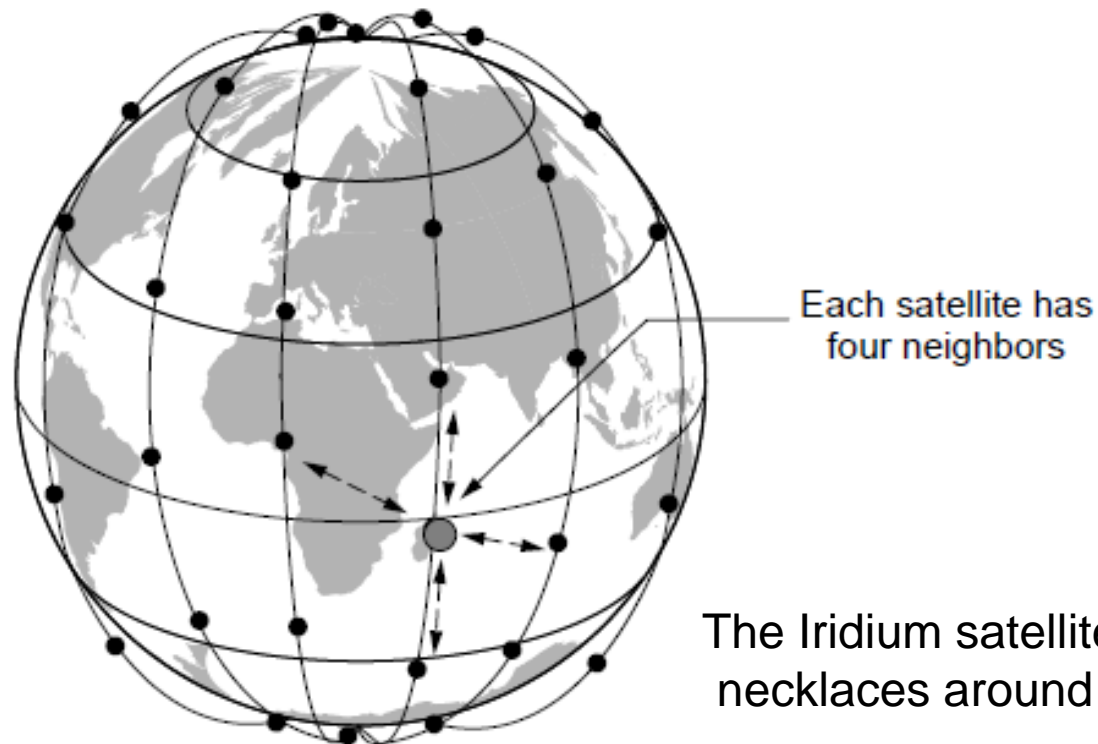 Each satellite has
four neighbors
The Iridium satellite
necklaces around